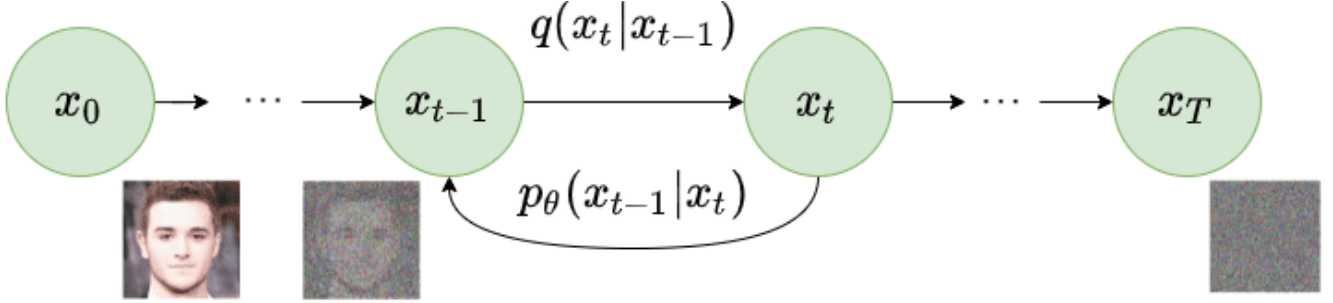 q(x_t|x_{t-1})
x_0 ⋯ x_{t-1} x_t ⋯ x_T
p_θ(x_{t-1}|x_t)